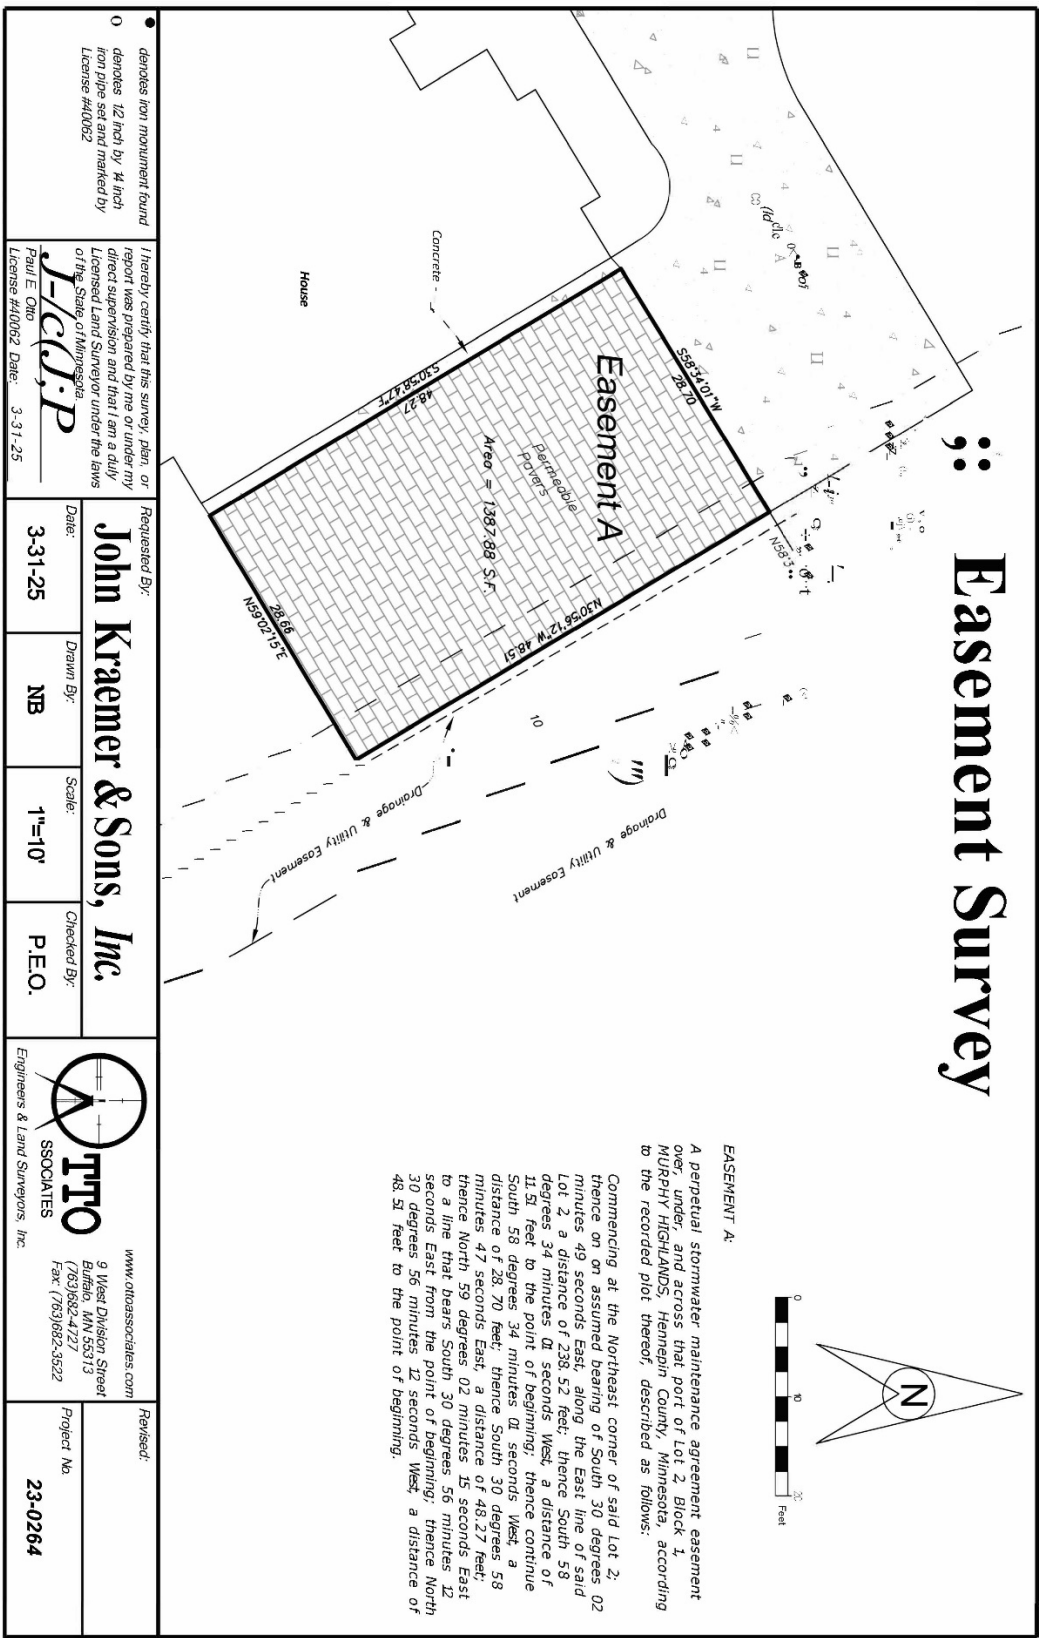 Easement Survey
S58°34'01"W
28.70
Easement A
Permeable
Pavers
Area = 1387.88 S.F.
S30°58'47"E
48.27
N30°56'12"W 48.51
28.66
N59°02'15"E
Concrete
House
10
Drainage & Utility Easement
Drainage & Utility Easement
N
0 10 20
Feet
EASEMENT A:
A perpetual stormwater maintenance agreement easement
over, under, and across that port of Lot 2, Block 1,
MURPHY HIGHLANDS, Hennepin County, Minnesota, according
to the recorded plot thereof, described as follows:
Commencing at the Northeast corner of said Lot 2;
thence on on assumed bearing of South 30 degrees 02
minutes 49 seconds East, along the East line of said
Lot 2, a distance of 238.52 feet; thence South 58
degrees 34 minutes 01 seconds West, a distance of
11.51 feet to the point of beginning; thence continue
South 58 degrees 34 minutes 01 seconds West, a
distance of 28.70 feet; thence South 30 degrees 58
minutes 47 seconds East, a distance of 48.27 feet;
thence North 59 degrees 02 minutes 15 seconds East
to a line that bears South 30 degrees 56 minutes 12
seconds East from the point of beginning; thence North
30 degrees 56 minutes 12 seconds West, a distance of
48.51 feet to the point of beginning.
● denotes iron monument found
o denotes 1/2 inch by 14 inch
iron pipe set and marked by
License #40062
I hereby certify that this survey, plan, or
report was prepared by me or under my
direct supervision and that I am a duly
Licensed Land Surveyor under the laws
of the State of Minnesota.
Paul E. Otto
License #40062 Date: 3-31-25
Requested By:
John Kraemer & Sons, Inc.
Date:
3-31-25
Drawn By:
NB
Scale:
1"=10'
Checked By:
P.E.O.
OTTO
ASSOCIATES
Engineers & Land Surveyors, Inc.
www.ottoassociates.com
9 West Division Street
Buffalo, MN 55313
(763)682-4727
Fax: (763)682-3522
Revised:
Project No.
23-0264